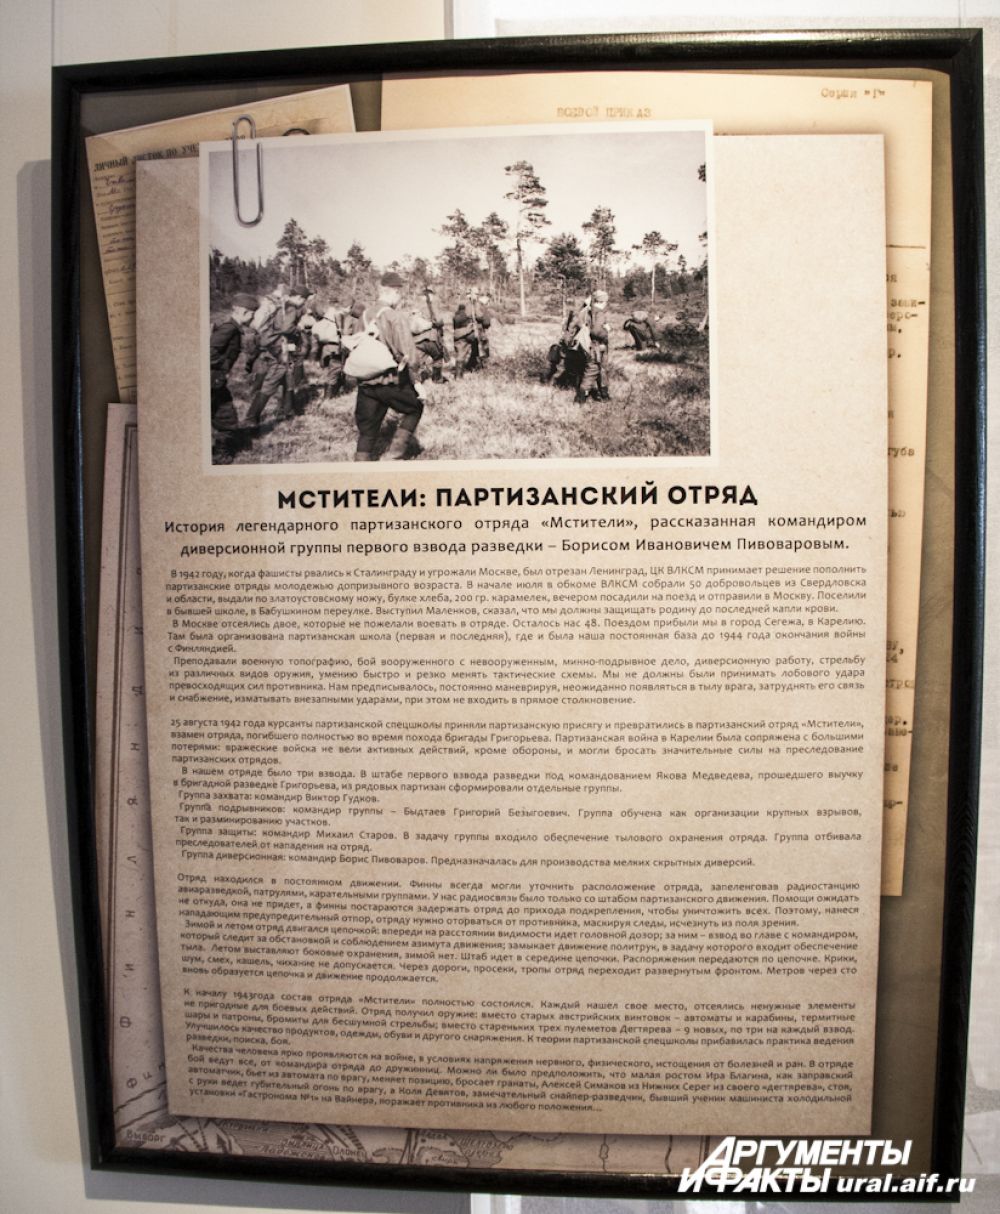 Серия "Г"
БОЕВОЙ ПРИКАЗ
ЛИЧНЫЙ ЛИСТОК ПО
МСТИТЕЛИ: ПАРТИЗАНСКИЙ ОТРЯД
История легендарного партизанского отряда «Мстители», рассказанная командиром
диверсионной группы первого взвода разведки – Борисом Ивановичем Пивоваровым.
В 1942 году, когда фашисты рвались к Сталинграду и угрожали Москве, был отрезан Ленинград, ЦК ВЛКСМ принимает решение пополнить
партизанские отряды молодежью допризывного возраста. В начале июля в обкоме ВЛКСМ собрали 50 добровольцев из Свердловска
и области, выдали по златоустовскому ножу, булке хлеба, 200 гр. карамелек, вечером посадили на поезд и отправили в Москву. Поселили
в бывшей школе, в Бабушкином переулке. Выступил Маленков, сказал, что мы должны защищать родину до последней капли крови.
В Москве отсеялись двое, которые не пожелали воевать в отряде. Осталось нас 48. Поездом прибыли мы в город Сегежа, в Карелию.
Там была организована партизанская школа (первая и последняя), где и была наша постоянная база до 1944 года окончания войны
с Финляндией.
Преподавали военную топографию, бой вооруженного с невооруженным, минно-подрывное дело, диверсионную работу, стрельбу
из различных видов оружия, умению быстро и резко менять тактические схемы. Мы не должны были принимать лобового удара
превосходящих сил противника. Нам предписывалось, постоянно маневрируя, неожиданно появляться в тылу врага, затруднять его связь
и снабжение, изматывать внезапными ударами, при этом не входить в прямое столкновение.
25 августа 1942 года курсанты партизанской спецшколы приняли партизанскую присягу и превратились в партизанский отряд «Мстители»,
взамен отряда, погибшего полностью во время похода бригады Григорьева. Партизанская война в Карелии была сопряжена с большими
потерями: вражеские войска не вели активных действий, кроме обороны, и могли бросать значительные силы на преследование
партизанских отрядов.
В нашем отряде было три взвода. В штабе первого взвода разведки под командованием Якова Медведева, прошедшего выучку
в бригадной разведке Григорьева, из рядовых партизан сформировали отдельные группы.
Группа захвата: командир Виктор Гудков.
Группа подрывников: командир группы – Быдтаев Григорий Безыгоевич. Группа обучена как организации крупных взрывов,
так и разминированию участков.
Группа защиты: командир Михаил Старов. В задачу группы входило обеспечение тылового охранения отряда. Группа отбивала
преследователей от нападения на отряд.
Группа диверсионная: командир Борис Пивоваров. Предназначалась для производства мелких скрытных диверсий.
Отряд находился в постоянном движении. Финны всегда могли уточнить расположение отряда, запеленговав радиостанцию
авиаразведкой, патрулями, карательными группами. У нас радиосвязь было только со штабом партизанского движения. Помощи ожидать
не откуда, она не придет, а финны постараются задержать отряд до прихода подкрепления, чтобы уничтожить всех. Поэтому, нанеся
нападающим предупредительный отпор, отряду нужно оторваться от противника, маскируя следы, исчезнуть из поля зрения.
Зимой и летом отряд двигался цепочкой: впереди на расстоянии видимости идет головной дозор; за ним – взвод во главе с командиром,
который следит за обстановкой и соблюдением азимута движения; замыкает движение политрук, в задачу которого входит обеспечение
тыла. Летом выставляют боковые охранения, зимой нет. Штаб идет в середине цепочки. Распоряжения передаются по цепочке. Крики,
шум, смех, кашель, чихание не допускается. Через дороги, просеки, тропы отряд переходит развернутым фронтом. Метров через сто
вновь образуется цепочка и движение продолжается.
К началу 1943года состав отряда «Мстители» полностью состоялся. Каждый нашел свое место, отсеялись ненужные элементы
не пригодные для боевых действий. Отряд получил оружие: вместо старых австрийских винтовок – автоматы и карабины, термитные
шары и патроны, бромиты для бесшумной стрельбы; вместо стареньких трех пулеметов Дегтярева – 9 новых, по три на каждый взвод.
Улучшилось качество продуктов, одежды, обуви и другого снаряжения. К теории партизанской спецшколы прибавилась практика ведения
разведки, поиска, боя.
Качества человека ярко проявляются на войне, в условиях напряжения нервного, физического, истощения от болезней и ран. В отряде
бой ведут все, от командира отряда до дружинниц. Можно ли было предположить, что малая ростом Ира Благина, как заправский
автоматчик, бьет из автомата по врагу, меняет позицию, бросает гранаты, Алексей Симаков из Нижних Серег из своего «дегтярева», стоя,
с руки ведет губительный огонь по врагу, а Коля Девятов, замечательный снайпер-разведчик, бывший ученик машиниста холодильной
установки «Гастронома №1» на Вайнера, поражает противника из любого положения...
ФИНЛЯНДИЯ
Выборг
Олонец
АРГУМЕНТЫ
И ФАКТЫ ural.aif.ru